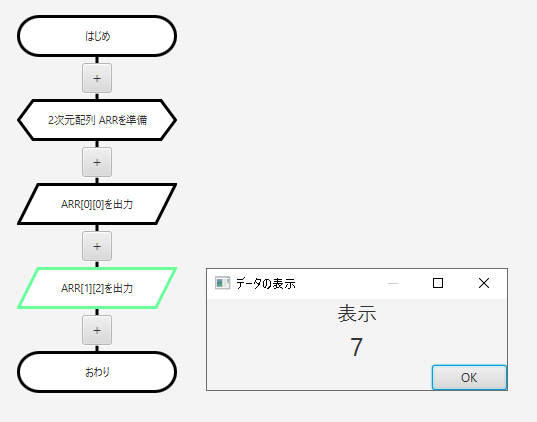 はじめ
+
2次元配列 ARRを準備
+
ARR[0][0]を出力
+
ARR[1][2]を出力
+
おわり
データの表示
表示
7
OK